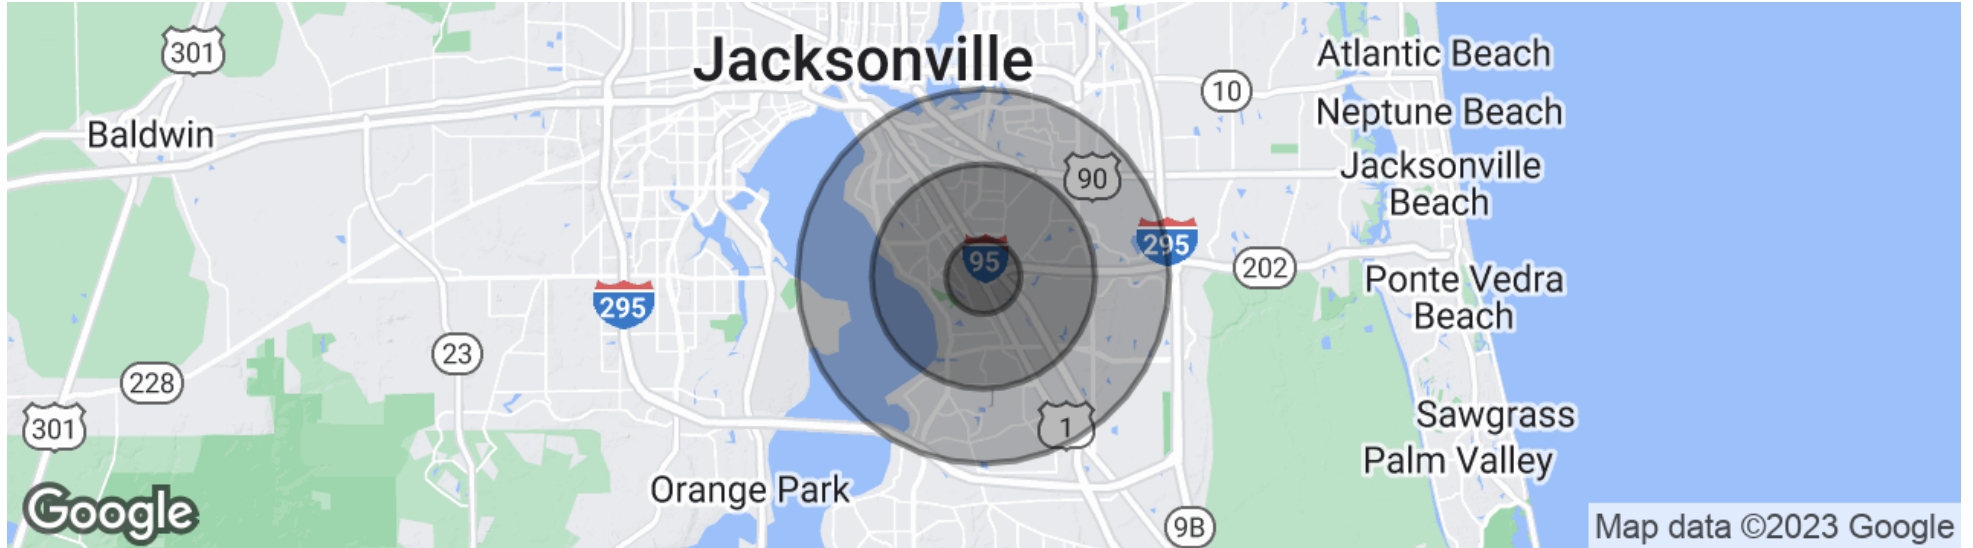 301
Jacksonville
Atlantic Beach
10
Neptune Beach
Baldwin
Jacksonville
Beach
90
295
95
202
Ponte Vedra
Beach
295
23
228
301
1
Sawgrass
Palm Valley
Orange Park
Google
9B
Map data ©2023 Google